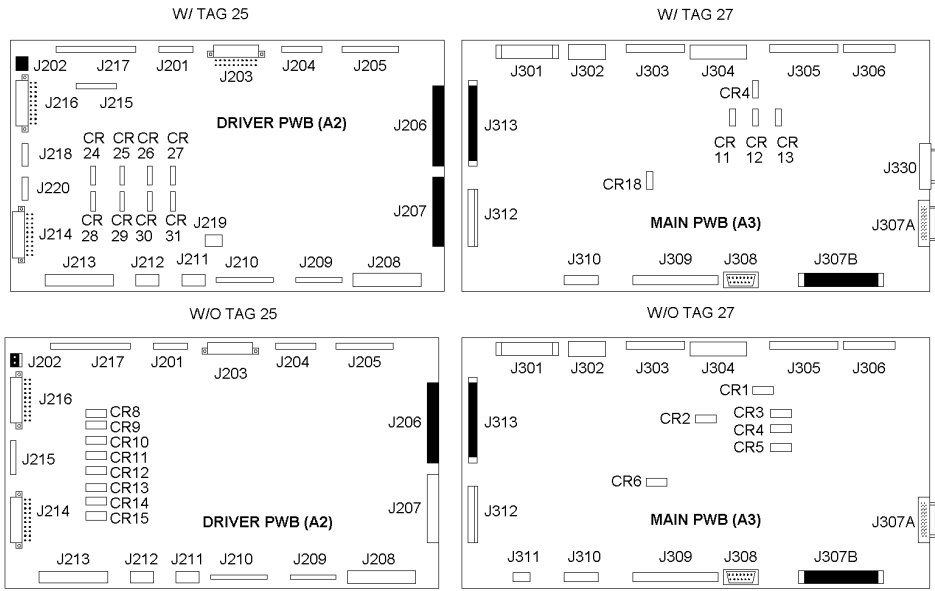 W/ TAG 25
J202 J217 J201 J203 J204 J205
J216 J215
DRIVER PWB (A2)
J206
CR 24 CR 25 CR 26 CR 27
J218
J220
J207
CR 28 CR 29 CR 30 CR 31
J219
J214
J213 J212 J211 J210 J209 J208
W/ TAG 27
J301 J302 J303 J304 J305 J306
CR4
J313
CR 11 CR 12 CR 13
J330
CR18
J312
MAIN PWB (A3)
J307A
J310 J309 J308 J307B
W/O TAG 25
J202 J217 J201 J203 J204 J205
J216
CR8
CR9
J206
CR10
J215
CR11
CR12
CR13
J214
CR14
J207
CR15
DRIVER PWB (A2)
J213 J212 J211 J210 J209 J208
W/O TAG 27
J301 J302 J303 J304 J305 J306
CR1
J313
CR2 CR3
CR4
CR5
CR6
J312
MAIN PWB (A3)
J307A
J311 J310 J309 J308 J307B